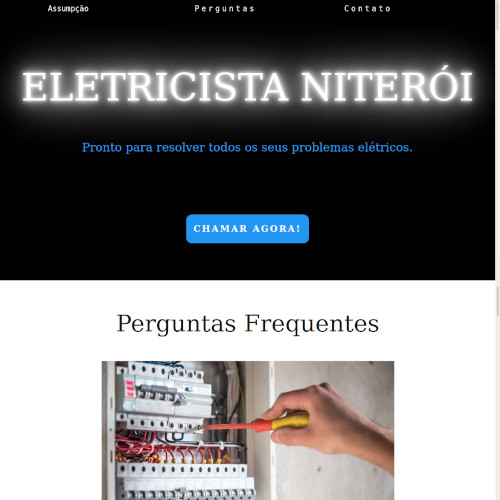 Assumpção
Perguntas
Contato
ELETRICISTA NITERÓI
Pronto para resolver todos os seus problemas elétricos.
CHAMAR AGORA!
Perguntas Frequentes